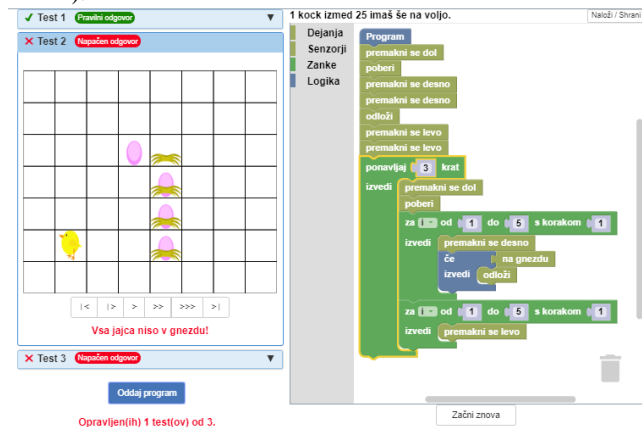 1 kock izmed 25 imaš še na voljo.
Naloži / Shrani
✓ Test 1 Pravilni odgovor ▼
✕ Test 2 Napačen odgovor
|< |> > >> >>> >|
Vsa jajca niso v gnezdu!
✕ Test 3 Napačen odgovor ▼
Oddaj program
Opravljen(ih) 1 test(ov) od 3.
Dejanja
Senzorji
Zanke
Logika
Program
premakni se dol
poberi
premakni se desno
premakni se desno
odloži
premakni se levo
premakni se levo
ponavljaj 3 krat
izvedi premakni se dol
poberi
za i od 1 do 5 s korakom 1
izvedi premakni se desno
če na gnezdu
izvedi odloži
za i od 1 do 5 s korakom 1
izvedi premakni se levo
Začni znova